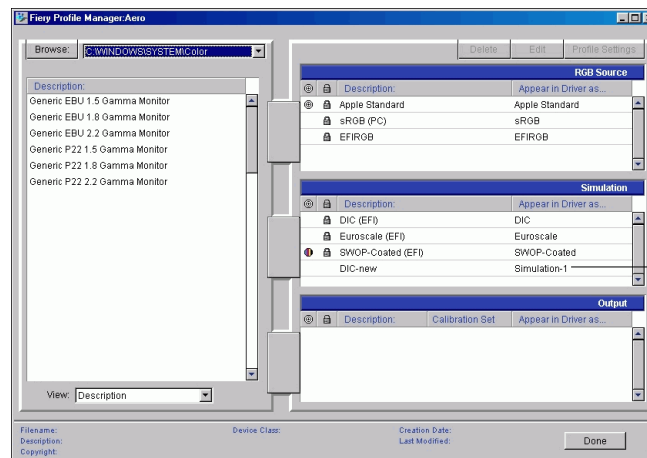 Fiery Profile Manager:Aero
Browse: C:\WINDOWS\SYSTEM\Color
Description:
Generic EBU 1.5 Gamma Monitor
Generic EBU 1.8 Gamma Monitor
Generic EBU 2.2 Gamma Monitor
Generic P22 1.5 Gamma Monitor
Generic P22 1.8 Gamma Monitor
Generic P22 2.2 Gamma Monitor
View: Description
Delete Edit Profile Settings
RGB Source
Description: Appear in Driver as...
Apple Standard Apple Standard
sRGB (PC) sRGB
EFIRGB EFIRGB
Simulation
Description: Appear in Driver as...
DIC (EFI) DIC
Euroscale (EFI) Euroscale
SWOP-Coated (EFI) SWOP-Coated
DIC-new Simulation-1
Output
Description: Calibration Set Appear in Driver as...
Filename: Device Class: Creation Date:
Description: Last Modified:
Copyright:
Done